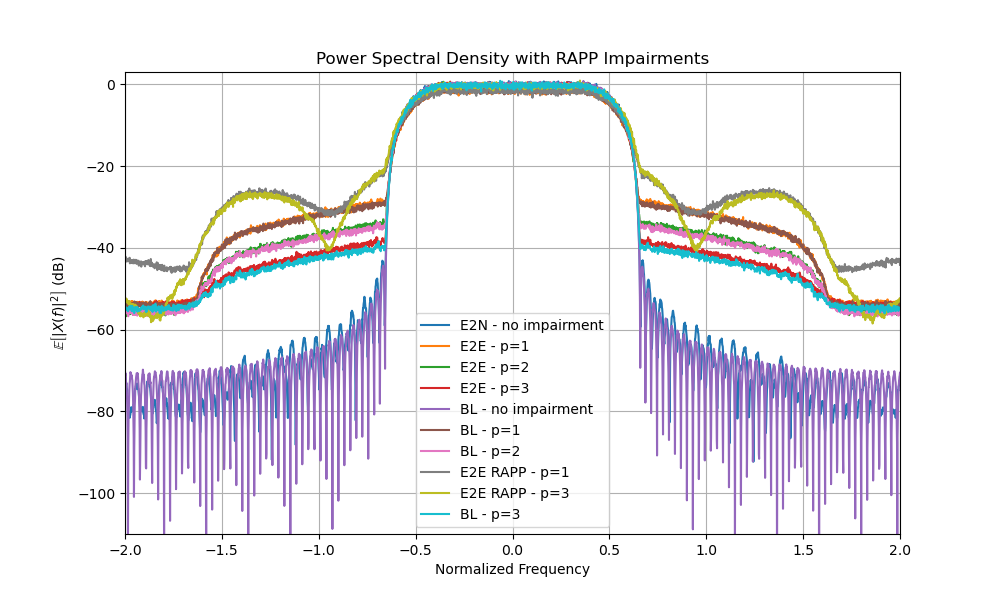 Power Spectral Density with RAPP Impairments
𝔼[|X(f)|²] (dB)
0
−20
−40
−60
−80
−100
E2N - no impairment
E2E - p=1
E2E - p=2
E2E - p=3
BL - no impairment
BL - p=1
BL - p=2
E2E RAPP - p=1
E2E RAPP - p=3
BL - p=3
−2.0 −1.5 −1.0 −0.5 0.0 0.5 1.0 1.5 2.0
Normalized Frequency